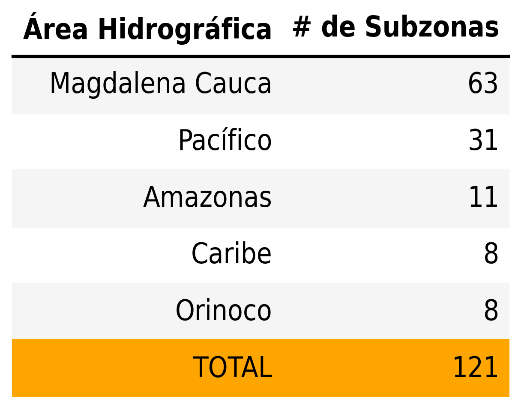 Área Hidrográfica # de Subzonas
Magdalena Cauca 63
Pacífico 31
Amazonas 11
Caribe 8
Orinoco 8
TOTAL 121